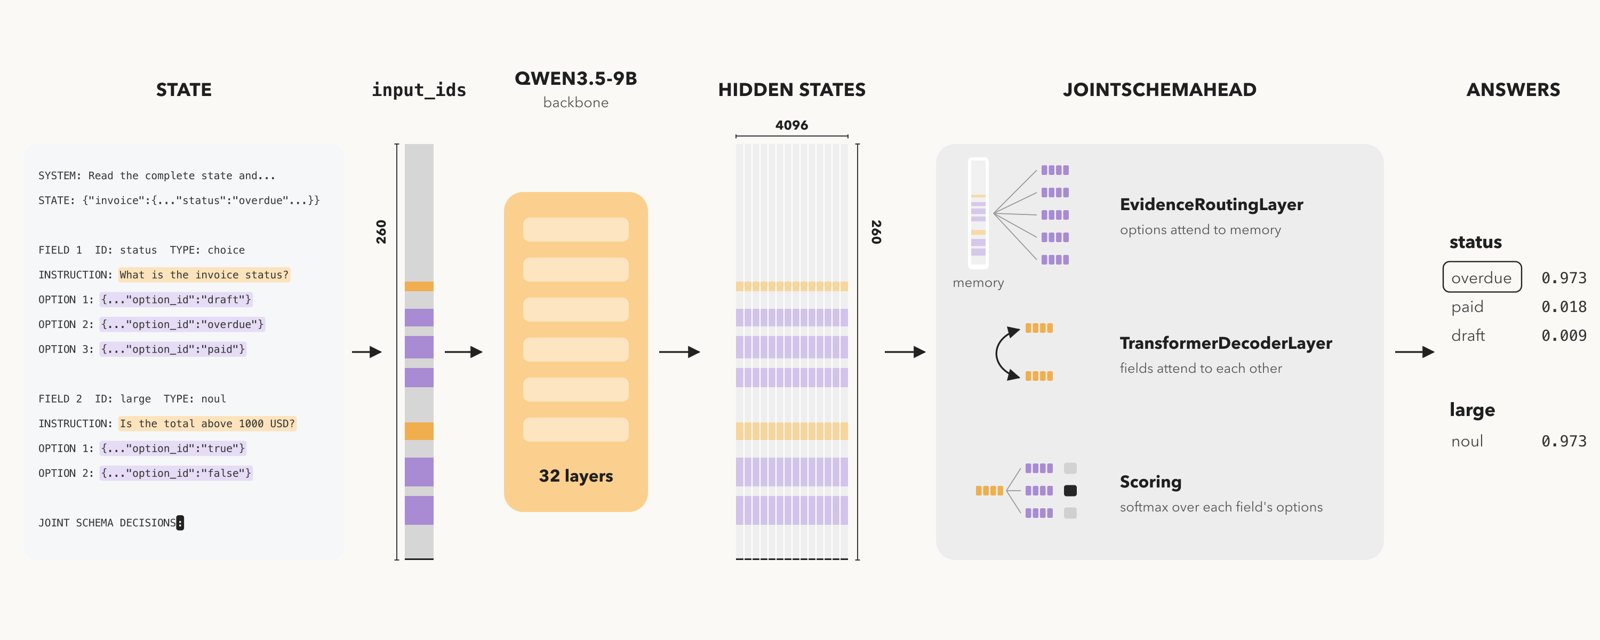 STATE
SYSTEM: Read the complete state and...
STATE: {"invoice":{..."status":"overdue"...}}
FIELD 1  ID: status  TYPE: choice
INSTRUCTION: What is the invoice status?
OPTION 1: {..."option_id":"draft"}
OPTION 2: {..."option_id":"overdue"}
OPTION 3: {..."option_id":"paid"}
FIELD 2  ID: large  TYPE: noul
INSTRUCTION: Is the total above 1000 USD?
OPTION 1: {..."option_id":"true"}
OPTION 2: {..."option_id":"false"}
JOINT SCHEMA DECISIONS:
input_ids
260
QWEN3.5-9B
backbone
32 layers
HIDDEN STATES
4096
260
JOINTSCHEMAHEAD
memory
EvidenceRoutingLayer
options attend to memory
TransformerDecoderLayer
fields attend to each other
Scoring
softmax over each field's options
ANSWERS
status
overdue 0.973
paid 0.018
draft 0.009
large
noul 0.973